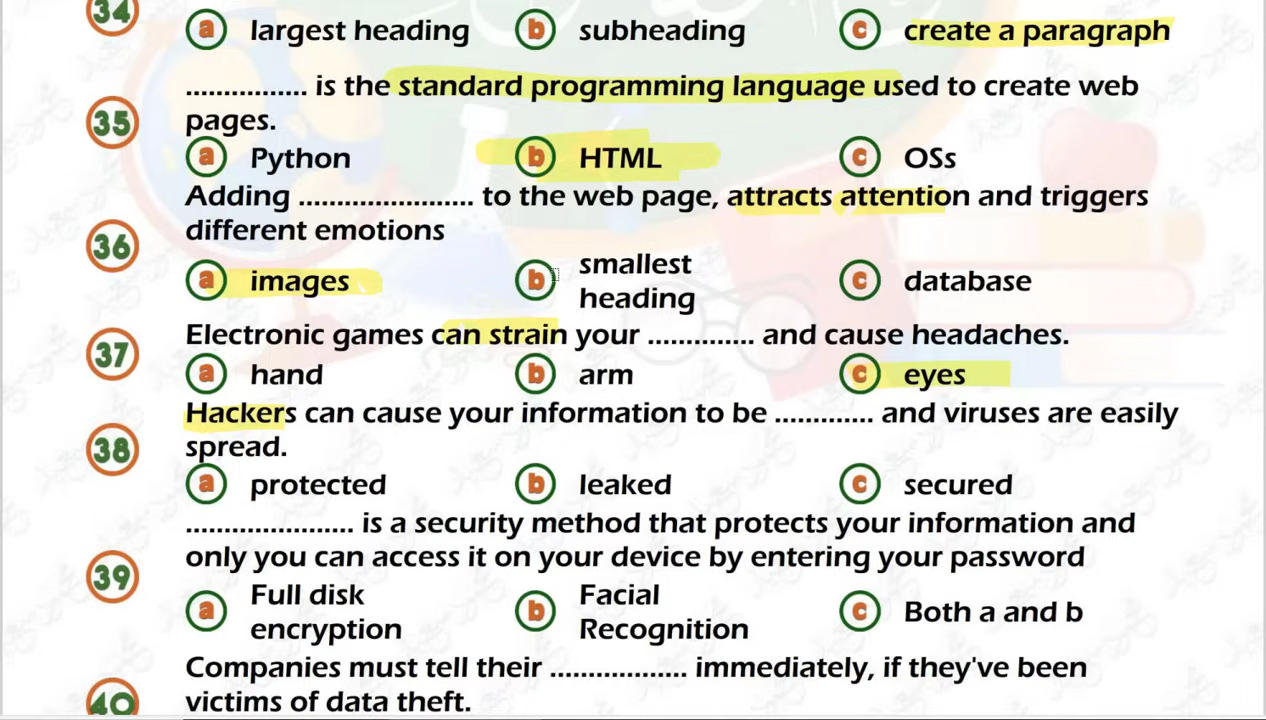 34
a largest heading b subheading c create a paragraph
................ is the standard programming language used to create web
35 pages.
a Python b HTML c OSs
Adding ....................... to the web page, attracts attention and triggers
36 different emotions
a images b smallest heading c database
Electronic games can strain your .............. and cause headaches.
37
a hand b arm c eyes
Hackers can cause your information to be ............. and viruses are easily
38 spread.
a protected b leaked c secured
...................... is a security method that protects your information and
only you can access it on your device by entering your password
39
a Full disk encryption b Facial Recognition c Both a and b
Companies must tell their .................. immediately, if they've been
40 victims of data theft.